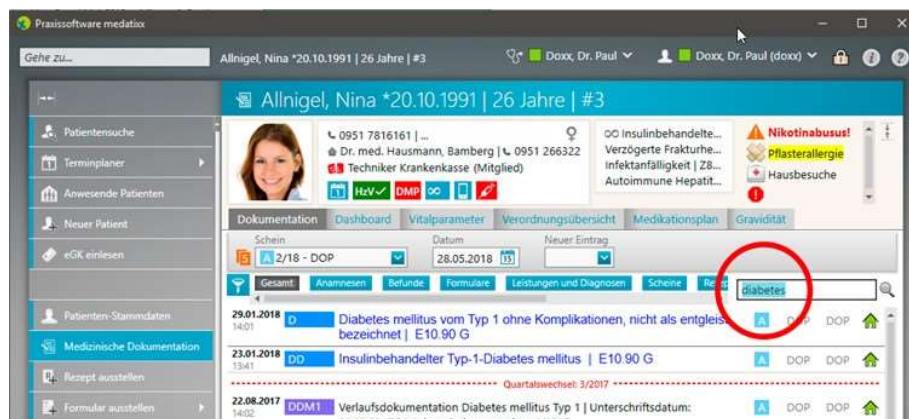 Praxissoftware medatixx
Gehe zu...
Allnigel, Nina *20.10.1991 | 26 Jahre | #3
Doxx, Dr. Paul
Doxx, Dr. Paul (doxx)
Allnigel, Nina *20.10.1991 | 26 Jahre | #3
Patientensuche
Terminplaner
Anwesende Patienten
Neuer Patient
eGK einlesen
Patienten-Stammdaten
Medizinische Dokumentation
Rezept ausstellen
Formular ausstellen
0951 7816161 | ...
Dr. med. Hausmann, Bamberg | 0951 266322
Techniker Krankenkasse (Mitglied)
HzV DMP
Insulinbehandelte...
Verzögerte Frakturhe...
Infektanfälligkeit | Z8...
Autoimmune Hepatit...
Nikotinabusus!
Pflasterallergie
Hausbesuche
Dokumentation Dashboard Vitalparameter Verordnungsübersicht Medikationsplan Gravidität
Schein Datum Neuer Eintrag
A 2/18 - DOP 28.05.2018 15
Gesamt Anamnesen Befunde Formulare Leistungen und Diagnosen Scheine
diabetes
29.01.2018 D Diabetes mellitus vom Typ 1 ohne Komplikationen, nicht als entgleist A DOP DOP
14:01 bezeichnet | E10.90 G
23.01.2018 DD Insulinbehandelter Typ-1-Diabetes mellitus | E10.90 G A DOP DOP
13:41
Quartalswechsel: 3/2017
22.08.2017 DDM1 Verlaufsdokumentation Diabetes mellitus Typ 1 | Unterschriftsdatum: A DOP DOP
14:02